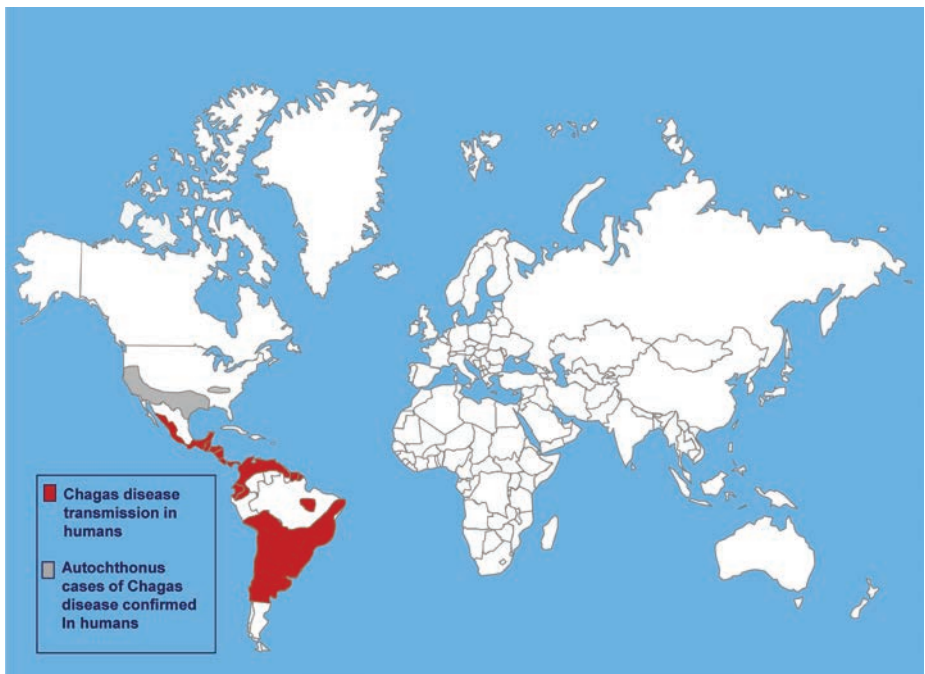 Chagas disease
transmission in
humans
Autochthonus
cases of Chagas
disease confirmed
In humans